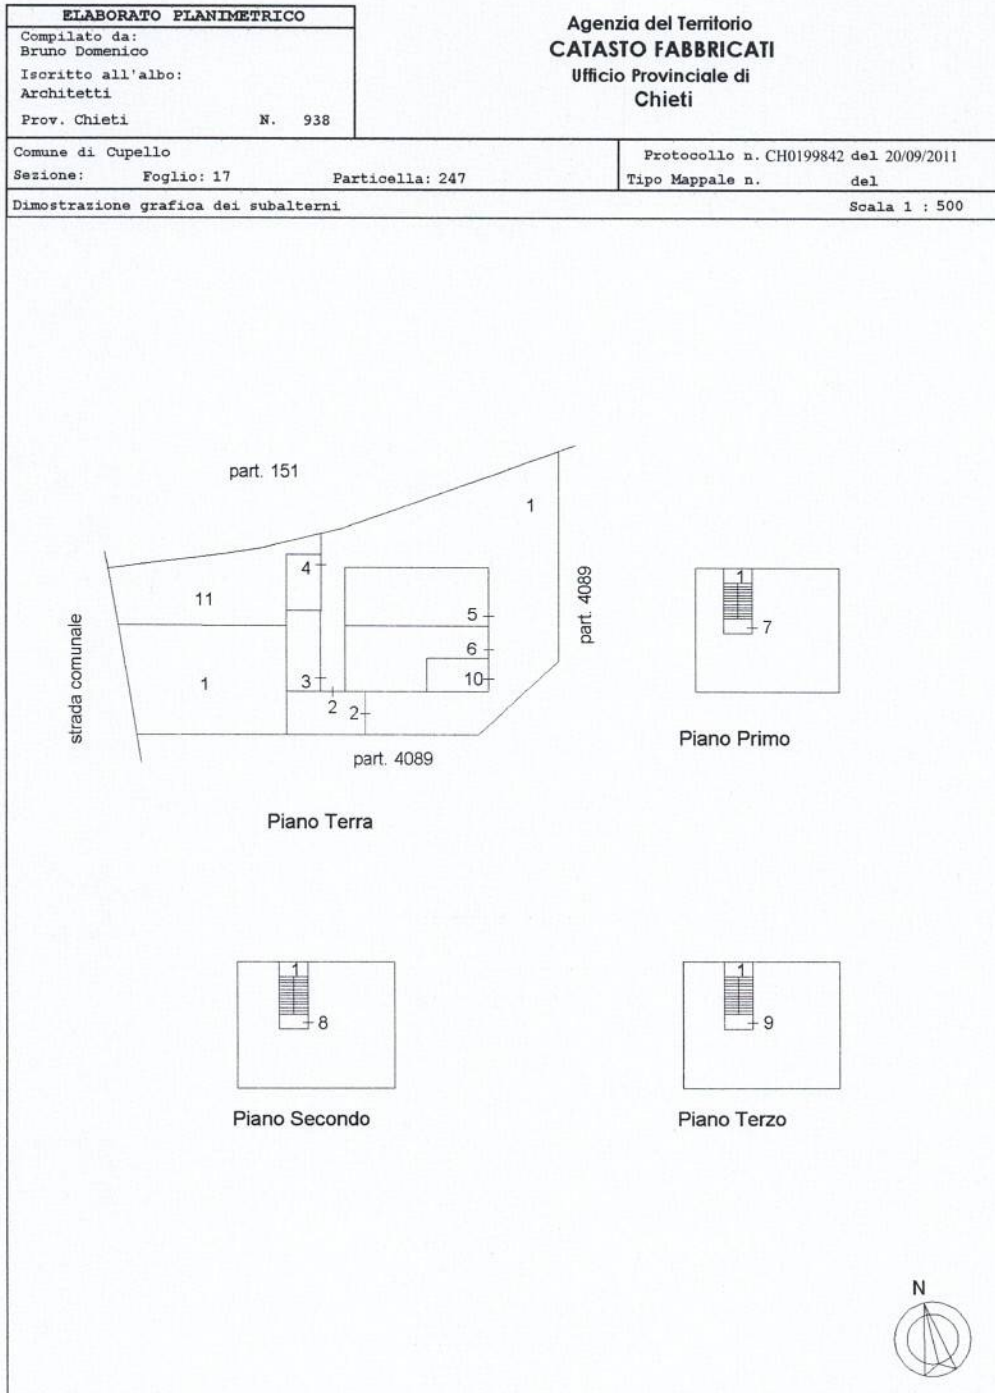 ELABORATO PLANIMETRICO
Compilato da:
Bruno Domenico
Iscritto all'albo:
Architetti
Prov. Chieti N. 938
Agenzia del Territorio
CATASTO FABBRICATI
Ufficio Provinciale di
Chieti
Comune di Cupello
Sezione: Foglio: 17 Particella: 247
Protocollo n. CH0199842 del 20/09/2011
Tipo Mappale n. del
Dimostrazione grafica dei subalterni Scala 1 : 500
part. 151
1
4
11
5
6
10
3
1
2
2
strada comunale
part. 4089
part. 4089
Piano Terra
1
7
Piano Primo
1
8
Piano Secondo
1
9
Piano Terzo
N